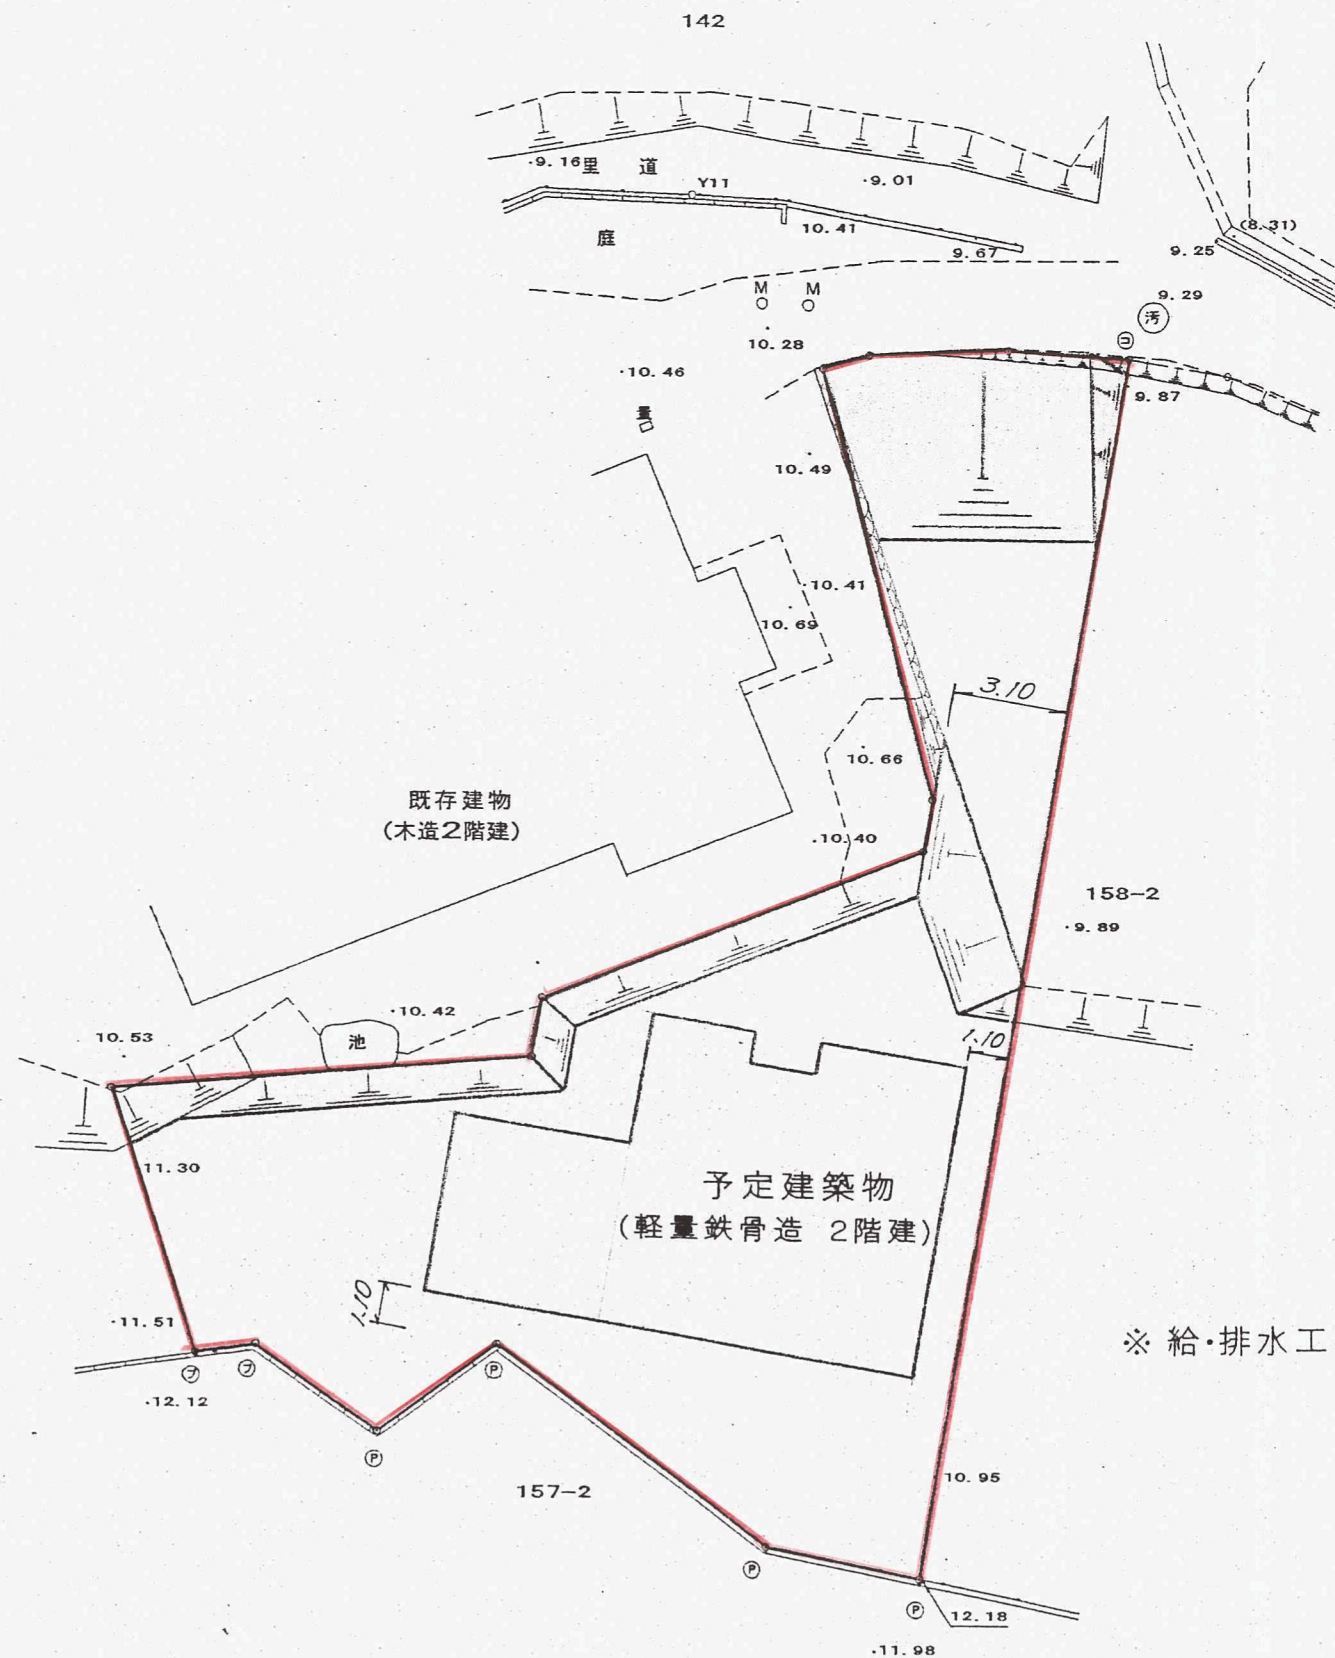 142
·9.16 里 道
·9.01
Y11
10.41
(8.31)
9.25
庭
9.67
M M
9.29
汚
10.28
コ
·10.46
9.87
量
10.49
·10.41
10.69
3.10
10.66
既存建物
(木造2階建)
·10.40
158-2
·9.89
·10.42
10.53
池
1.10
11.30
予定建築物
(軽量鉄骨造 2階建)
1.10
·11.51
※ 給・排水工
フ フ P
·12.12
P
10.95
157-2
P
P
12.18
·11.98